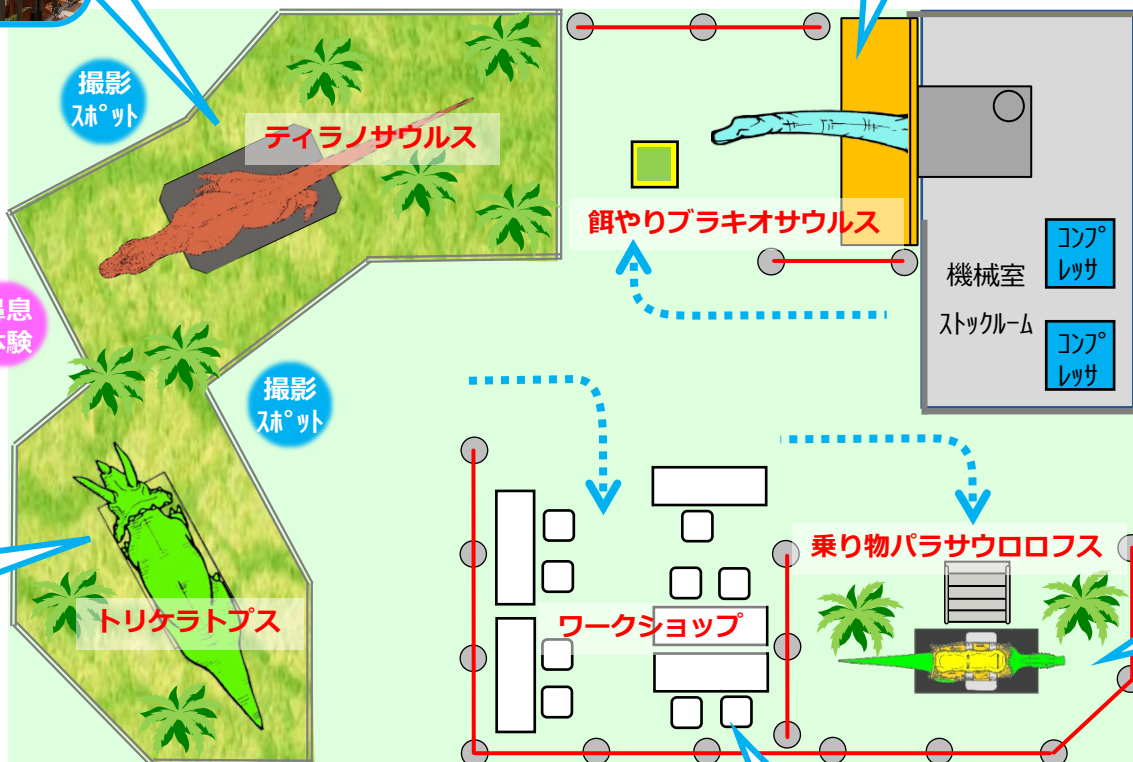 撮影
ｽﾎﾟｯﾄ
ティラノサウルス
餌やりブラキオサウルス
ｺﾝﾌﾟ
ﾚｯｻ
機械室
ｽﾄｯｸﾙｰﾑ
ｺﾝﾌﾟ
ﾚｯｻ
鼻息
体験
撮影
ｽﾎﾟｯﾄ
乗り物パラサウロロフス
トリケラトプス
ワークショップ